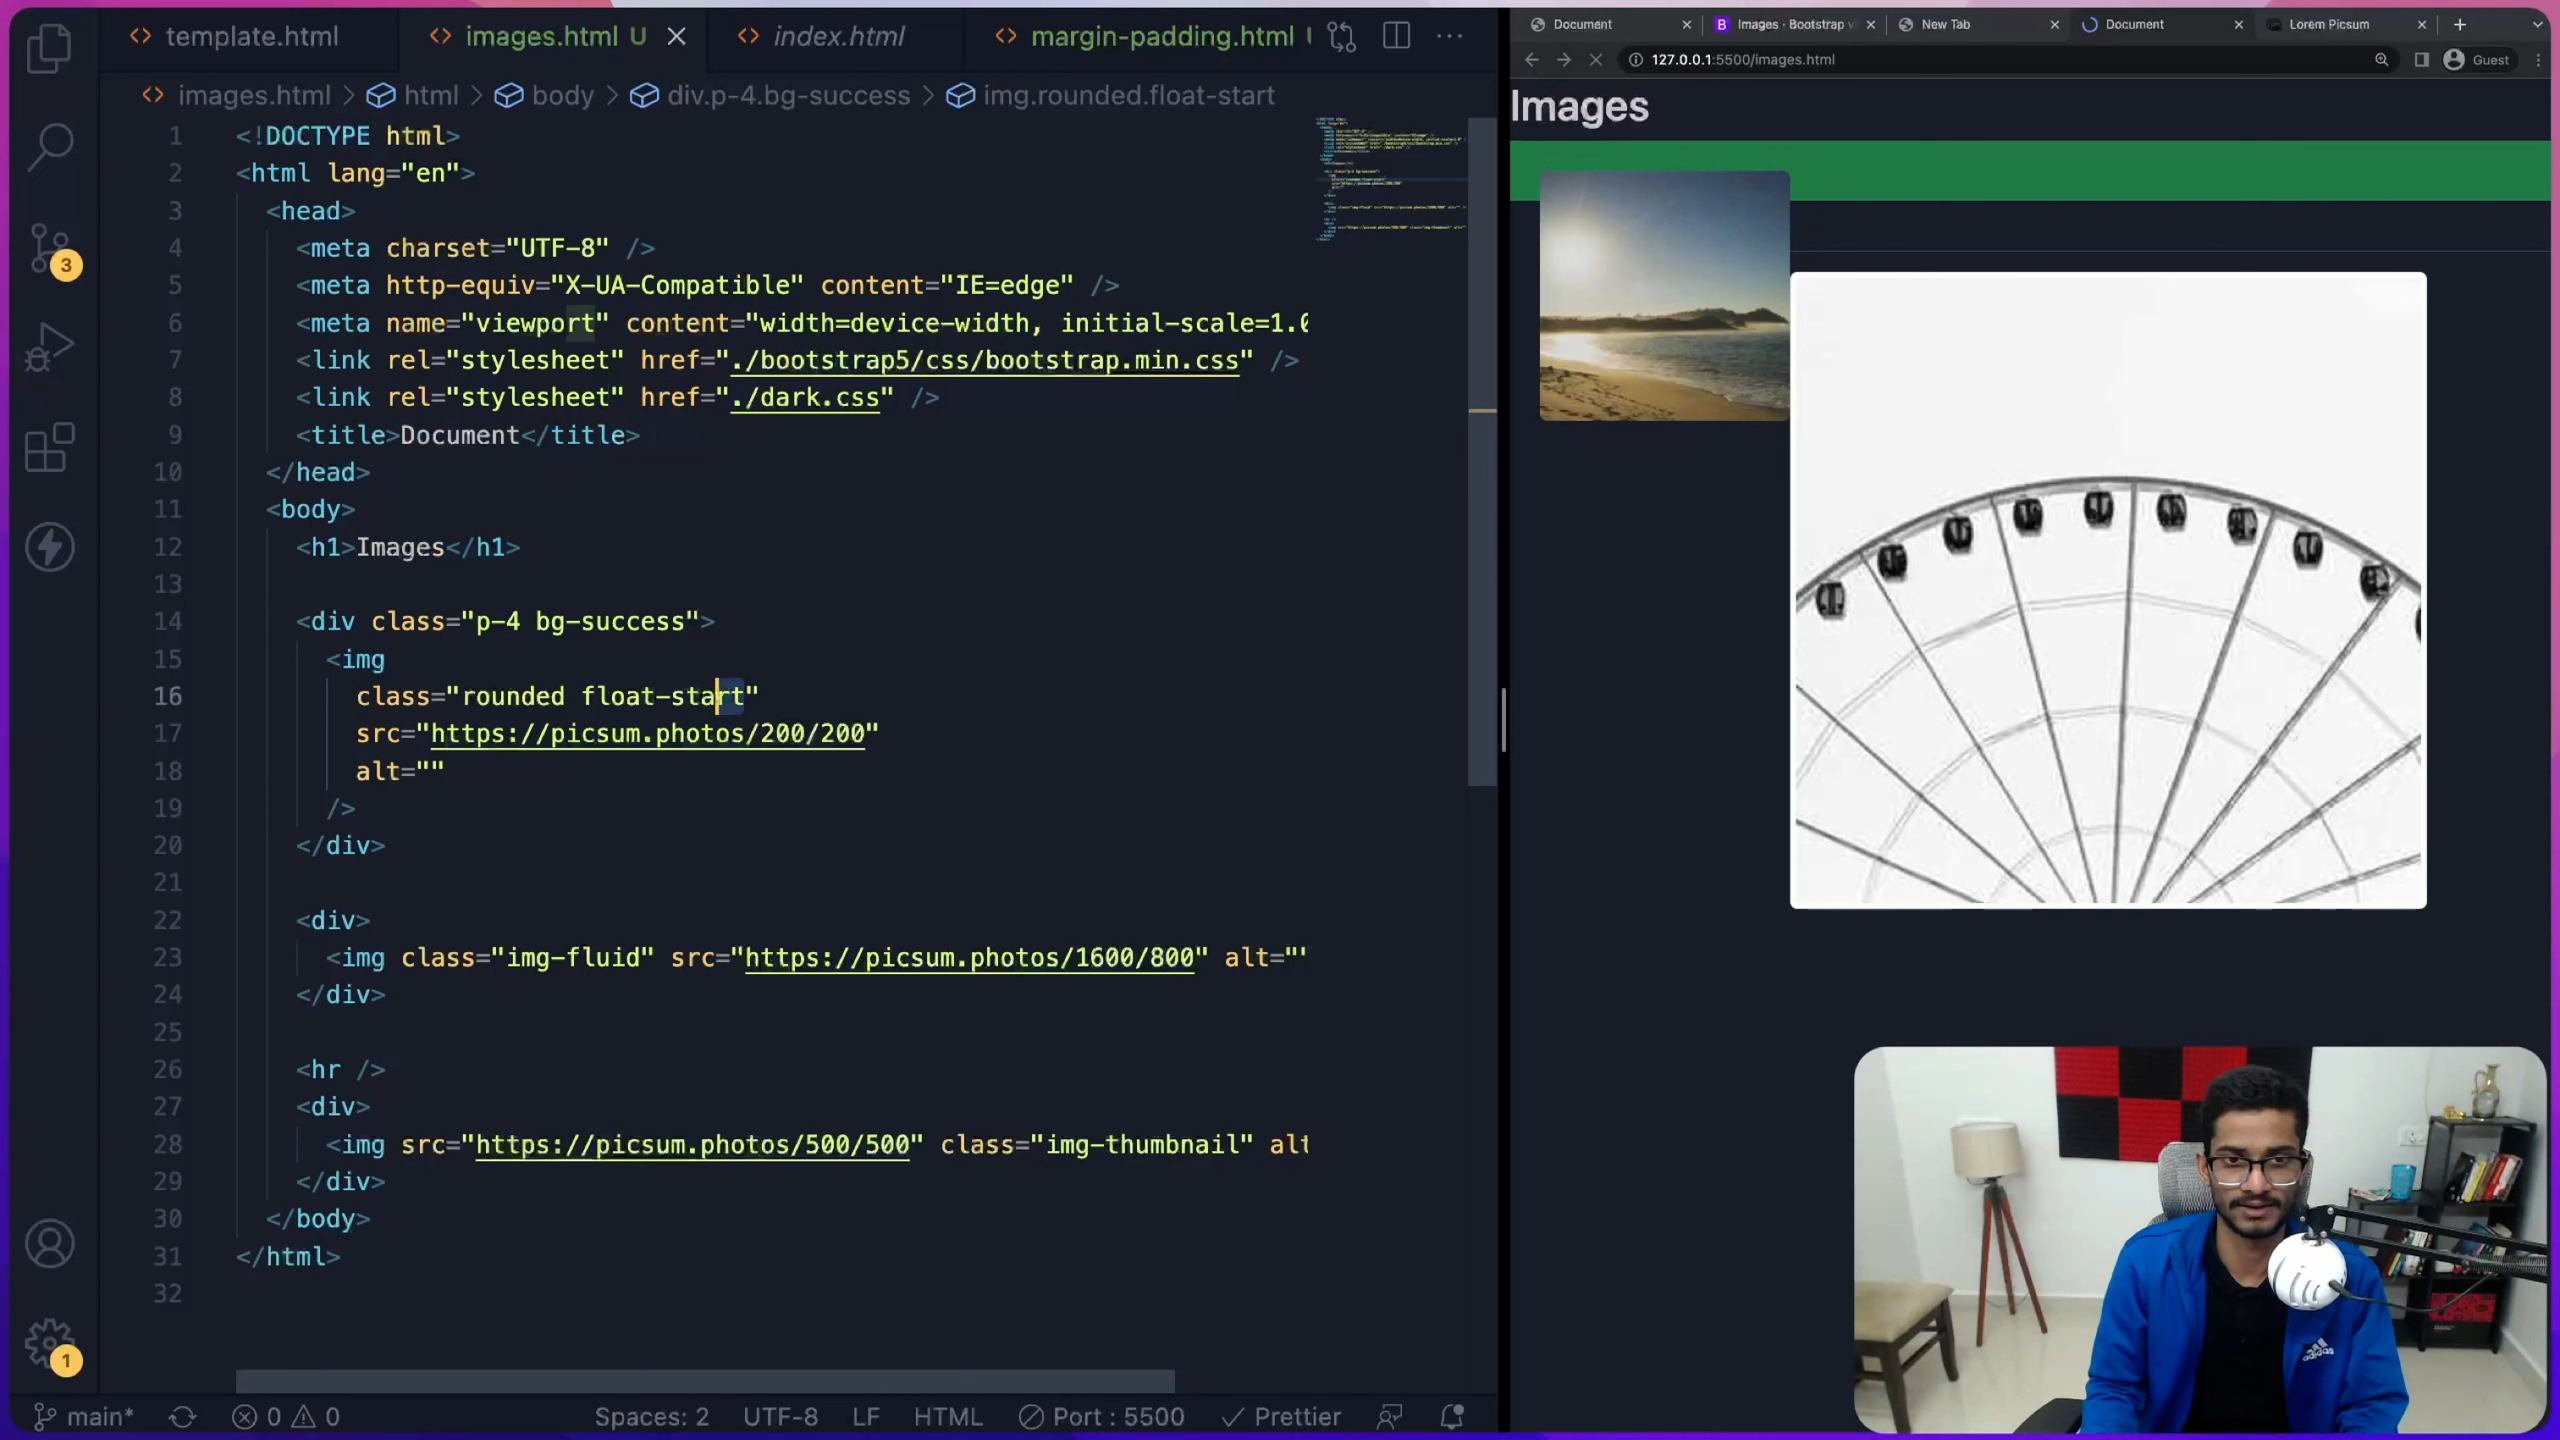 template.html
images.html U
index.html
margin-padding.html
images.html > html > body > div.p-4.bg-success > img.rounded.float-start
1 <!DOCTYPE html>
2 <html lang="en">
3 <head>
4 <meta charset="UTF-8" />
5 <meta http-equiv="X-UA-Compatible" content="IE=edge" />
6 <meta name="viewport" content="width=device-width, initial-scale=1.0
7 <link rel="stylesheet" href="./bootstrap5/css/bootstrap.min.css" />
8 <link rel="stylesheet" href="./dark.css" />
9 <title>Document</title>
10 </head>
11 <body>
12 <h1>Images</h1>
13
14 <div class="p-4 bg-success">
15 <img
16 class="rounded float-start"
17 src="https://picsum.photos/200/200"
18 alt=""
19 />
20 </div>
21
22 <div>
23 <img class="img-fluid" src="https://picsum.photos/1600/800" alt=""
24 </div>
25
26 <hr />
27 <div>
28 <img src="https://picsum.photos/500/500" class="img-thumbnail" alt
29 </div>
30 </body>
31 </html>
32
3
1
main*
0 0
Spaces: 2
UTF-8
LF
HTML
Port : 5500
Prettier
Document
B Images · Bootstrap
New Tab
Document
Lorem Picsum
127.0.0.1:5500/images.html
Guest
Images
adidas